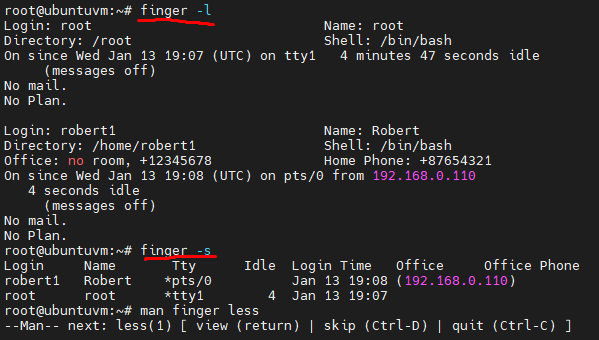 root@ubuntuvm:~# finger -l
Login: root                             Name: root
Directory: /root                        Shell: /bin/bash
On since Wed Jan 13 19:07 (UTC) on tty1   4 minutes 47 seconds idle
     (messages off)
No mail.
No Plan.

Login: robert1                          Name: Robert
Directory: /home/robert1                Shell: /bin/bash
Office: no room, +12345678              Home Phone: +87654321
On since Wed Jan 13 19:08 (UTC) on pts/0 from 192.168.0.110
   4 seconds idle
     (messages off)
No mail.
No Plan.
root@ubuntuvm:~# finger -s
Login     Name       Tty      Idle  Login Time   Office     Office Phone
robert1   Robert    *pts/0          Jan 13 19:08 (192.168.0.110)
root      root      *tty1        4  Jan 13 19:07
root@ubuntuvm:~# man finger less
--Man-- next: less(1) [ view (return) | skip (Ctrl-D) | quit (Ctrl-C) ]